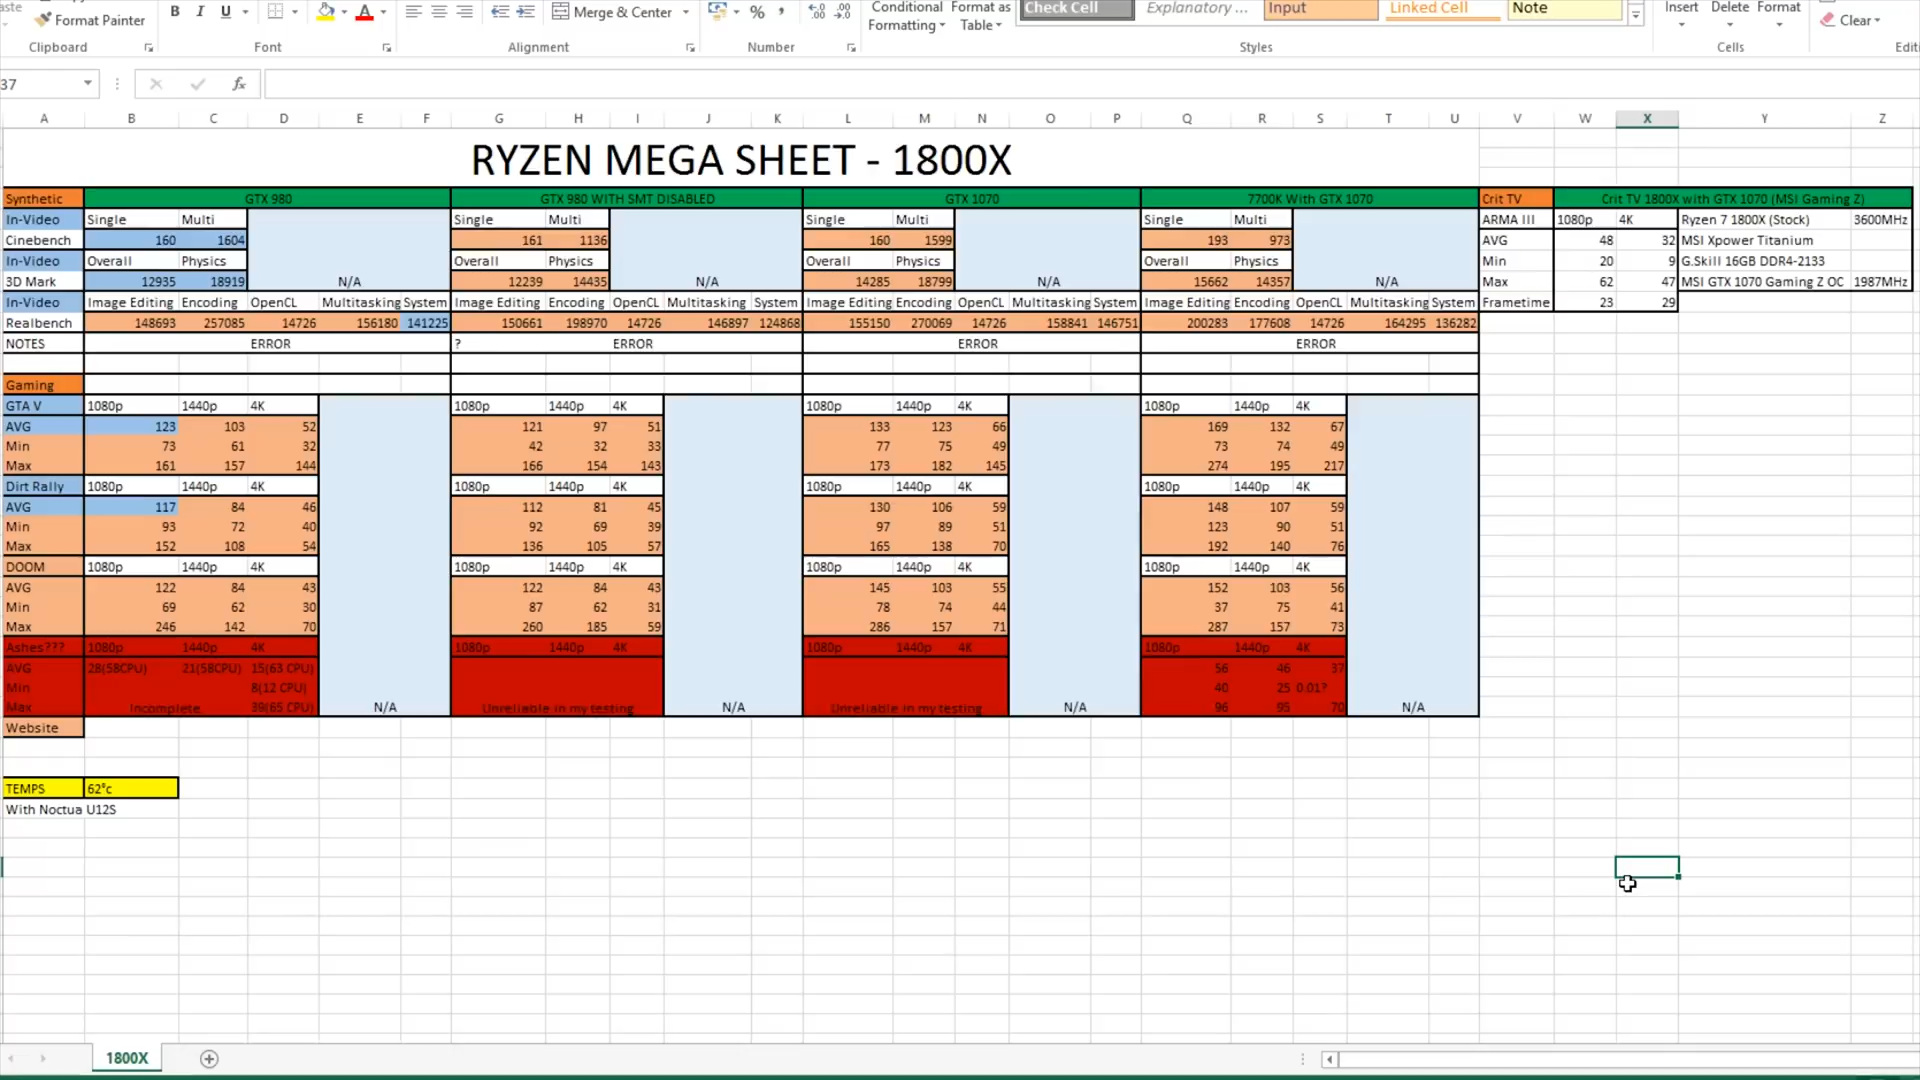 Format Painter B I U A Merge & Center % , Conditional Formatting Format as Table Check Cell Explanatory ... Input Linked Cell Note Insert Delete Format Clear
Clipboard Font Alignment Number Styles Cells
37 fx
A B C D E F G H I J K L M N O P Q R S T U V W X Y Z
RYZEN MEGA SHEET - 1800X
Synthetic GTX 980 GTX 980 WITH SMT DISABLED GTX 1070 7700K With GTX 1070 Crit TV Crit TV 1800X with GTX 1070 (MSI Gaming Z)
In-Video Single Multi Single Multi Single Multi Single Multi ARMA III 1080p 4K Ryzen 7 1800X (Stock) 3600MHz
Cinebench 160 1604 161 1136 160 1599 193 973 AVG 48 32 MSI Xpower Titanium
In-Video Overall Physics Overall Physics Overall Physics Overall Physics Min 20 9 G.Skill 16GB DDR4-2133
3D Mark 12935 18919 N/A 12239 14435 N/A 14285 18799 N/A 15662 14357 N/A Max 62 47 MSI GTX 1070 Gaming Z OC 1987MHz
In-Video Image Editing Encoding OpenCL Multitasking System Image Editing Encoding OpenCL Multitasking System Image Editing Encoding OpenCL Multitasking System Image Editing Encoding OpenCL Multitasking System Frametime 23 29
Realbench 148693 257085 14726 156180 141225 150661 198970 14726 146897 124868 155150 270069 14726 158841 146751 200283 177608 14726 164295 136282
NOTES ERROR ? ERROR ERROR ERROR
Gaming
GTA V 1080p 1440p 4K 1080p 1440p 4K 1080p 1440p 4K 1080p 1440p 4K
AVG 123 103 52 121 97 51 133 123 66 169 132 67
Min 73 61 32 42 32 33 77 75 49 73 74 49
Max 161 157 144 166 154 143 173 182 145 274 195 217
Dirt Rally 1080p 1440p 4K 1080p 1440p 4K 1080p 1440p 4K 1080p 1440p 4K
AVG 117 84 46 112 81 45 130 106 59 148 107 59
Min 93 72 40 92 69 39 97 89 51 123 90 51
Max 152 108 54 136 105 57 165 138 70 192 140 76
DOOM 1080p 1440p 4K 1080p 1440p 4K 1080p 1440p 4K 1080p 1440p 4K
AVG 122 84 43 122 84 43 145 103 55 152 103 56
Min 69 62 30 87 62 31 78 74 44 37 75 41
Max 246 142 70 260 185 59 286 157 71 287 157 73
Ashes??? 1080p 1440p 4K 1080p 1440p 4K 1080p 1440p 4K 1080p 1440p 4K
AVG 28(58CPU) 21(58CPU) 15(63 CPU) 56 46 37
Min 8(12 CPU) 40 25 0.01?
Max Incomplete 39(65 CPU) N/A Unreliable in my testing N/A Unreliable in my testing N/A 96 95 70 N/A
Website
TEMPS 62°c
With Noctua U12S
1800X